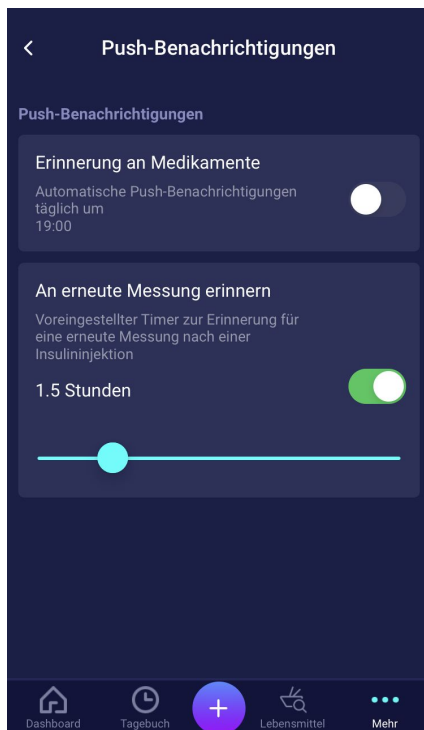 Push-Benachrichtigungen
Push-Benachrichtigungen
Erinnerung an Medikamente
Automatische Push-Benachrichtigungen
täglich um
19:00
An erneute Messung erinnern
Voreingestellter Timer zur Erinnerung für
eine erneute Messung nach einer
Insulininjektion
1.5 Stunden
Dashboard Tagebuch Lebensmittel Mehr